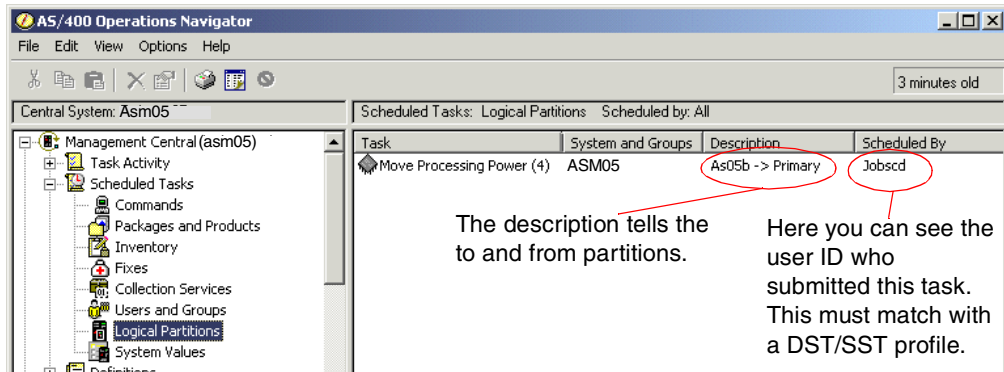 AS/400 Operations Navigator
File Edit View Options Help
3 minutes old
Central System: Asm05
Scheduled Tasks: Logical Partitions Scheduled by: All
Management Central (asm05)
Task Activity
Scheduled Tasks
Commands
Packages and Products
Inventory
Fixes
Collection Services
Users and Groups
Logical Partitions
System Values
Definitions
Task System and Groups Description Scheduled By
Move Processing Power (4) ASM05 As05b -> Primary Jobscd
The description tells the
to and from partitions.
Here you can see the
user ID who
submitted this task.
This must match with
a DST/SST profile.